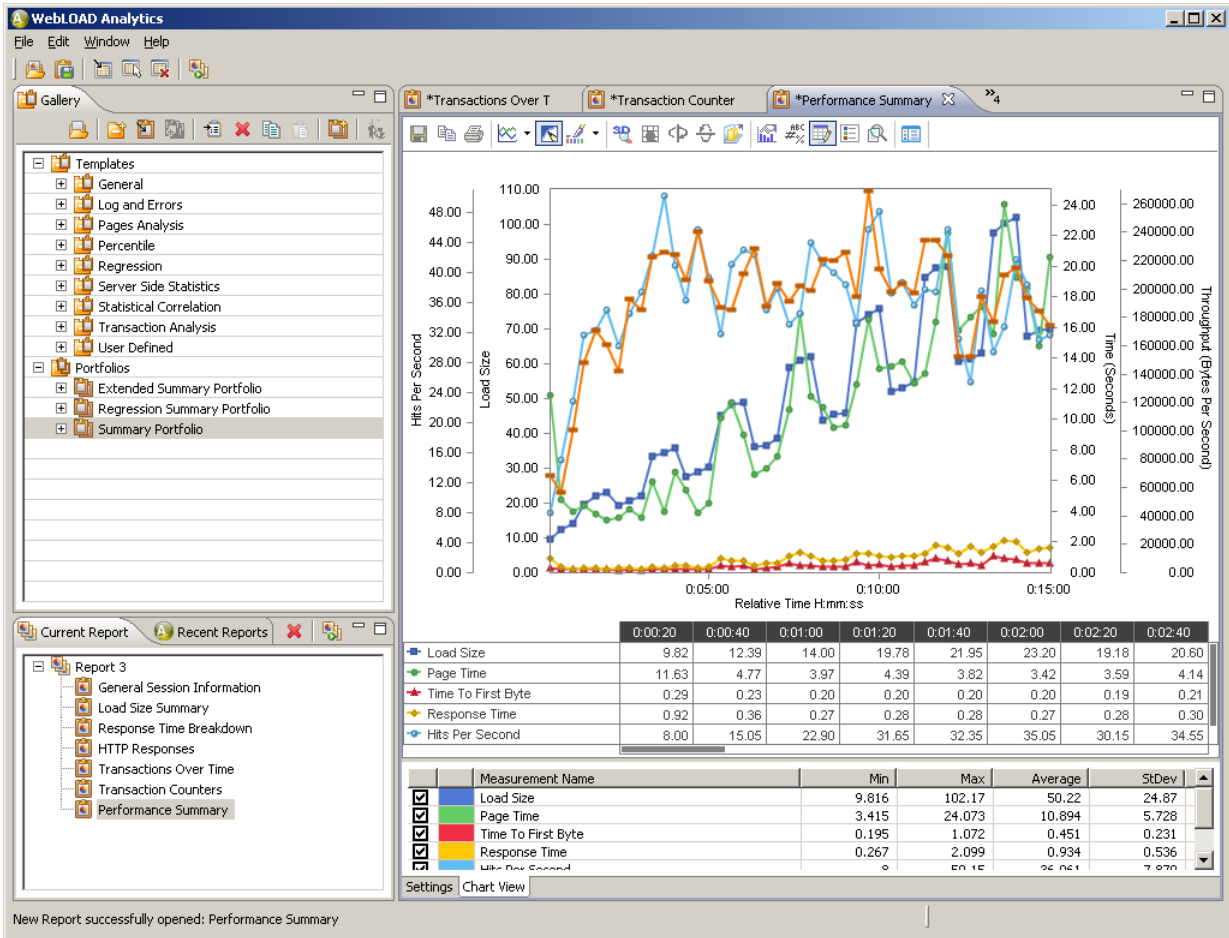 WebLOAD Analytics
File Edit Window Help
Gallery
Templates
General
Log and Errors
Pages Analysis
Percentile
Regression
Server Side Statistics
Statistical Correlation
Transaction Analysis
User Defined
Portfolios
Extended Summary Portfolio
Regression Summary Portfolio
Summary Portfolio
Current Report Recent Reports
Report 3
General Session Information
Load Size Summary
Response Time Breakdown
HTTP Responses
Transactions Over Time
Transaction Counters
Performance Summary
*Transactions Over T *Transaction Counter *Performance Summary »4
Hits Per Second
48.00
44.00
40.00
36.00
32.00
28.00
24.00
20.00
16.00
12.00
8.00
4.00
0.00
Load Size
110.00
100.00
90.00
80.00
70.00
60.00
50.00
40.00
30.00
20.00
10.00
0.00
24.00
22.00
20.00
18.00
16.00
14.00
12.00
10.00
8.00
6.00
4.00
2.00
0.00
Time (Seconds)
260000.00
240000.00
220000.00
200000.00
180000.00
160000.00
140000.00
120000.00
100000.00
80000.00
60000.00
40000.00
20000.00
0.00
Throughput (Bytes Per Second)
0:05:00 0:10:00 0:15:00
Relative Time H:mm:ss
0:00:20 0:00:40 0:01:00 0:01:20 0:01:40 0:02:00 0:02:20 0:02:40
Load Size 9.82 12.39 14.00 19.78 21.95 23.20 19.18 20.60
Page Time 11.63 4.77 3.97 4.39 3.82 3.42 3.59 4.14
Time To First Byte 0.29 0.23 0.20 0.20 0.20 0.20 0.19 0.21
Response Time 0.92 0.36 0.27 0.28 0.28 0.27 0.28 0.30
Hits Per Second 8.00 15.05 22.90 31.65 32.35 35.05 30.15 34.55
Measurement Name Min Max Average StDev
Load Size 9.816 102.17 50.22 24.87
Page Time 3.415 24.073 10.894 5.728
Time To First Byte 0.195 1.072 0.451 0.231
Response Time 0.267 2.099 0.934 0.536
Hits Per Second 8 50.15 36.061 7.870
Settings Chart View
New Report successfully opened: Performance Summary